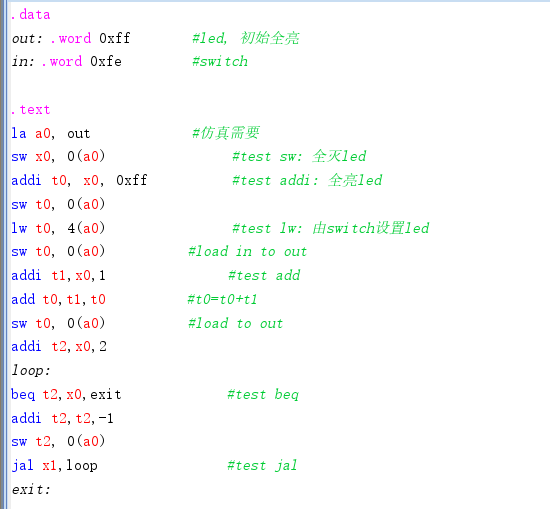 .data
out: .word 0xff #led, 初始全亮
in: .word 0xfe #switch
.text
la a0, out #仿真需要
sw x0, 0(a0) #test sw: 全灭led
addi t0, x0, 0xff #test addi: 全亮led
sw t0, 0(a0)
lw t0, 4(a0) #test lw: 由switch设置led
sw t0, 0(a0) #load in to out
addi t1,x0,1 #test add
add t0,t1,t0 #t0=t0+t1
sw t0, 0(a0) #load to out
addi t2,x0,2
loop:
beq t2,x0,exit #test beq
addi t2,t2,-1
sw t2, 0(a0)
jal x1,loop #test jal
exit: